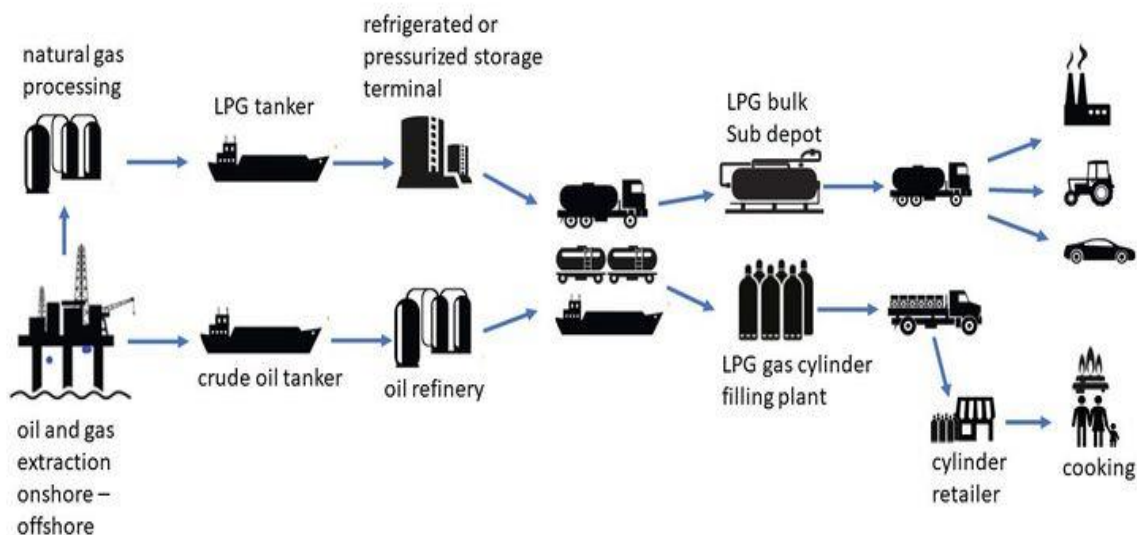 natural gas
processing
LPG tanker
refrigerated or
pressurized storage
terminal
LPG bulk
Sub depot
oil and gas
extraction
onshore –
offshore
crude oil tanker
oil refinery
LPG gas cylinder
filling plant
cylinder
retailer
cooking